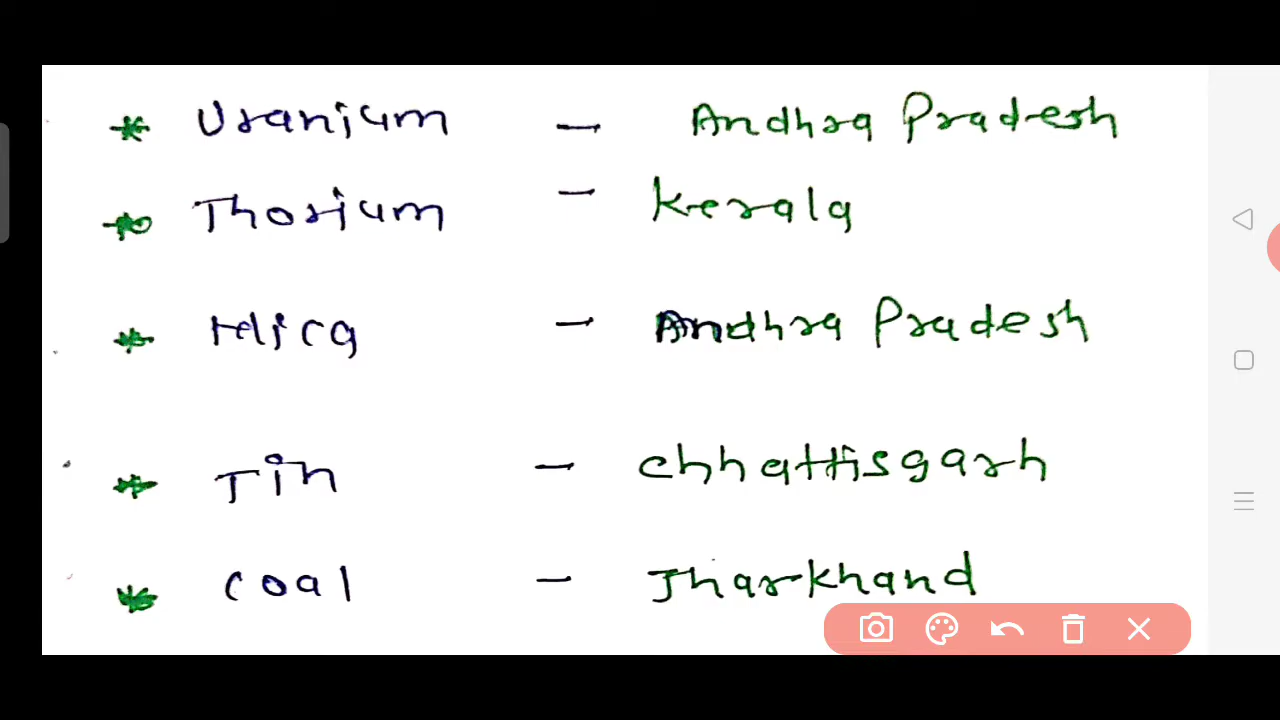 * Uranium - Andhra Pradesh
* Thorium - Kerala
* Mica - Andhra Pradesh
* Tin - Chhattisgarh
* Coal - Jharkhand